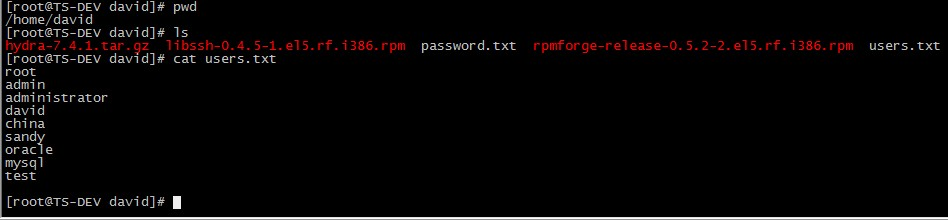 [root@TS-DEV david]# pwd
/home/david
[root@TS-DEV david]# ls
hydra-7.4.1.tar.gz  libssh-0.4.5-1.el5.rf.i386.rpm  password.txt  rpmforge-release-0.5.2-2.el5.rf.i386.rpm  users.txt
[root@TS-DEV david]# cat users.txt
root
admin
administrator
david
china
sandy
oracle
mysql
test
[root@TS-DEV david]#